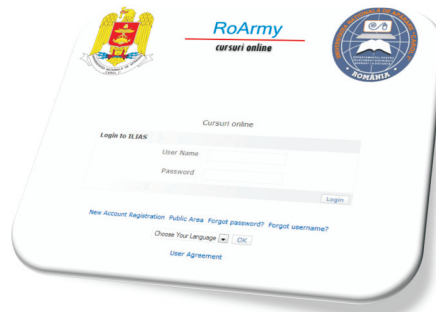 RoArmy
cursuri online
ROMÂNIA
Cursuri online
Login to ILIAS
User Name
Password
Login
New Account Registration Public Area Forgot password? Forgot username?
Choose Your Language OK
User Agreement